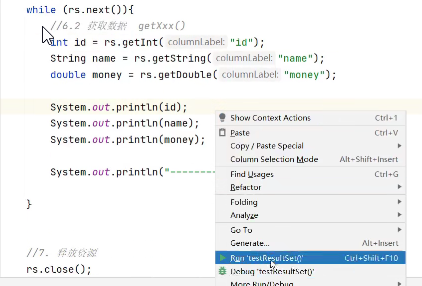 while (rs.next()){
//6.2 获取数据 getXxx()
int id = rs.getInt( columnLabel: "id");
String name = rs.getString( columnLabel: "name");
double money = rs.getDouble( columnLabel: "money");
System.out.println(id);
System.out.println(name);
System.out.println(money);
System.out.println("--------
}
//7. 释放资源
rs.close();
Show Context Actions Ctrl+1
Paste Ctrl+V
Copy / Paste Special
Column Selection Mode Alt+Shift+Insert
Find Usages Ctrl+G
Refactor
Folding
Analyze
Go To
Generate... Alt+Insert
Run 'testResultSet()' Ctrl+Shift+F10
Debug 'testResultSet()'
More Run/Debug